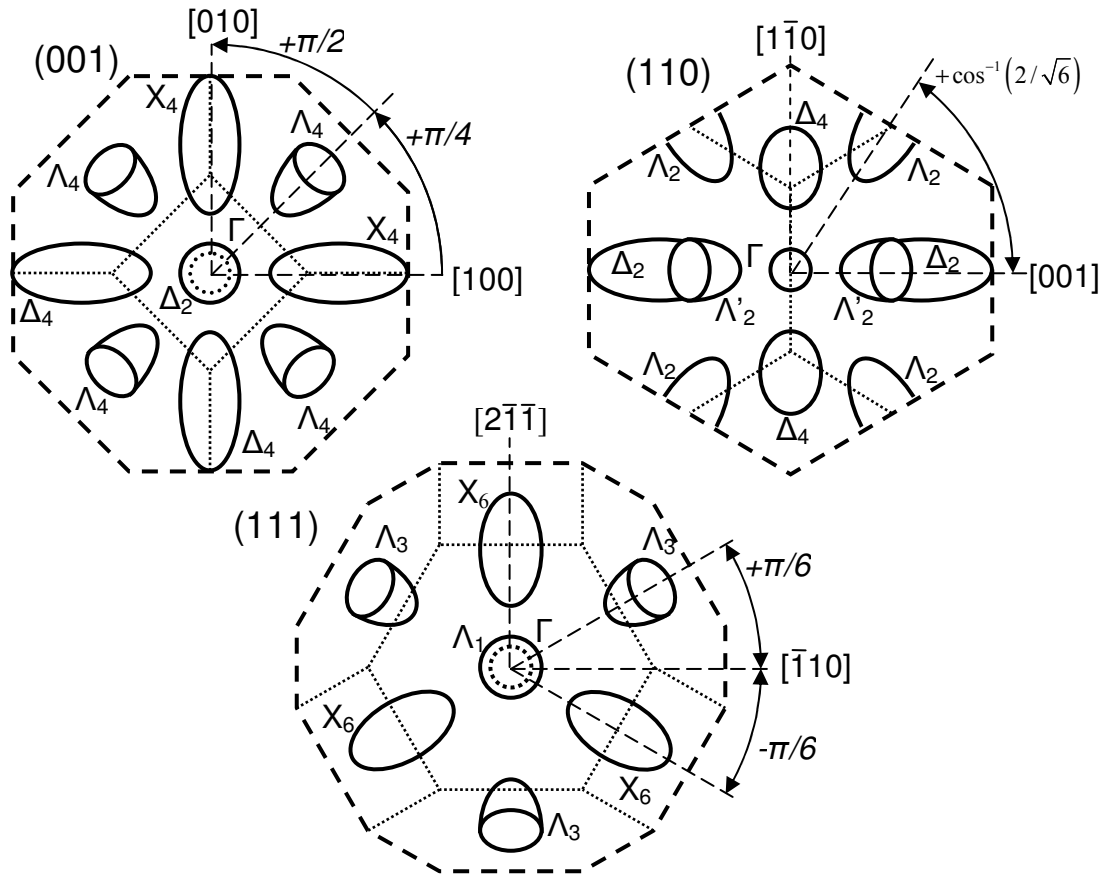 (001)
[010]
+π/2
X₄
Λ₄
+π/4
Λ₄
Γ
X₄
[100]
Δ₄
Δ₂
Λ₄
Λ₄
Δ₄
(110)
[11̅0]
+cos⁻¹(2/√6)
Δ₄
Λ₂
Λ₂
Δ₂
Γ
Δ₂
[001]
Λ'₂
Λ'₂
Λ₂
Λ₂
Δ₄
(111)
[21̅1̅]
X₆
Λ₃
Λ₃
+π/6
Λ₁
Γ
[1̅10]
X₆
-π/6
X₆
Λ₃